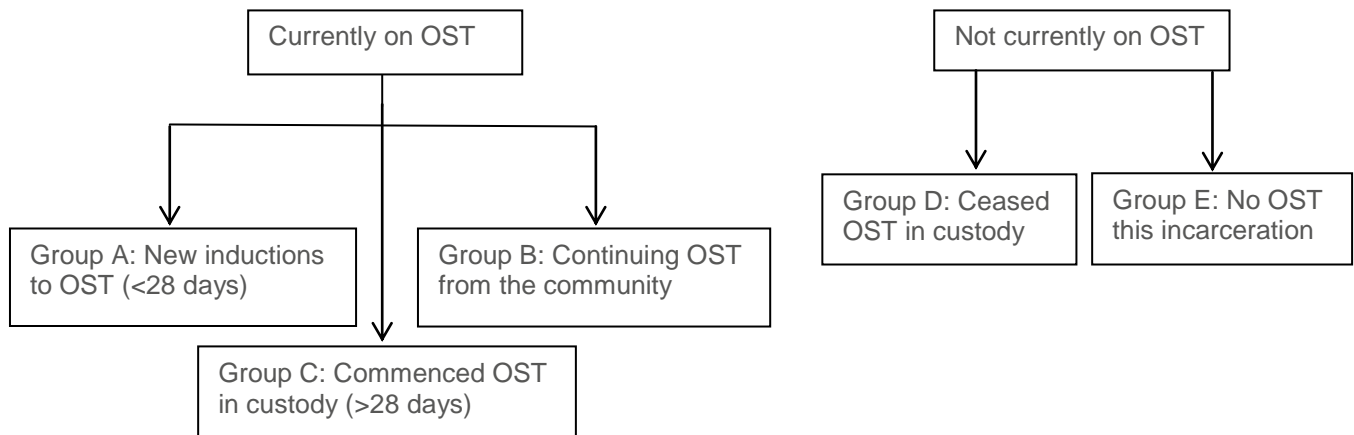 Currently on OST
Not currently on OST
Group A: New inductions
to OST (<28 days)
Group B: Continuing OST
from the community
Group C: Commenced OST
in custody (>28 days)
Group D: Ceased
OST in custody
Group E: No OST
this incarceration